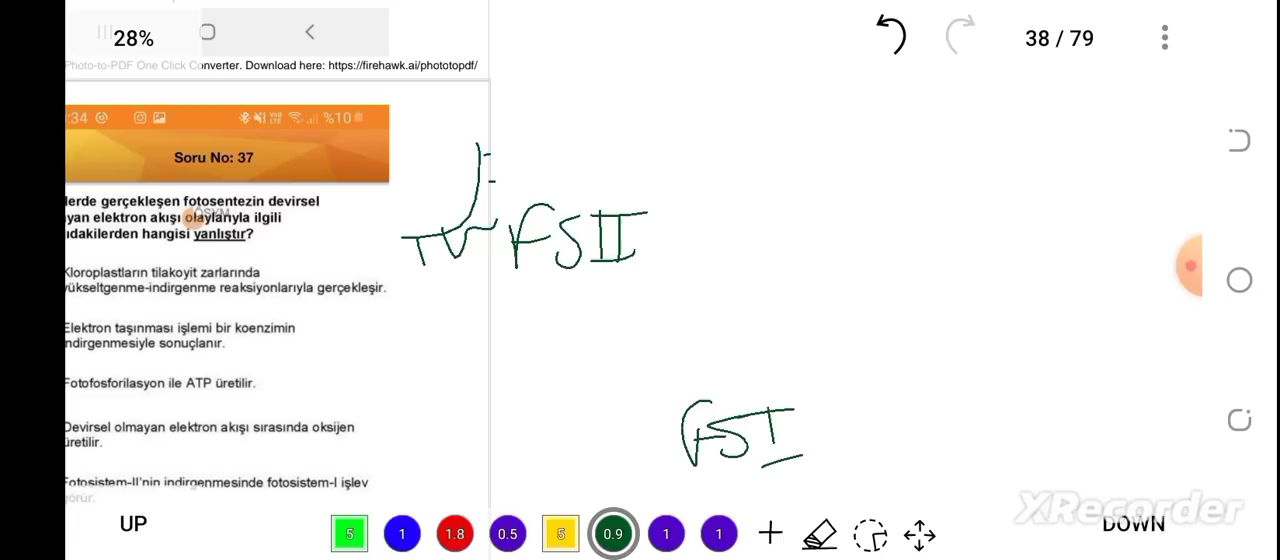 28%
38 / 79
Photo-to-PDF One Click Converter. Download here: https://firehawk.ai/phototopdf/
:34
%10
Soru No: 37
lerde gerçekleşen fotosentezin devirsel
yan elektron akışı olaylarıyla ilgili
ıdakilerden hangisi yanlıştır?
ÖSYM
Kloroplastların tilakoyit zarlarında
yükseltgenme-indirgenme reaksiyonlarıyla gerçekleşir.
Elektron taşınması işlemi bir koenzimin
ndirgenmesiyle sonuçlanır.
Fotofosforilasyon ile ATP üretilir.
Devirsel olmayan elektron akışı sırasında oksijen
üretilir.
Fotosistem-II'nin indirgenmesinde fotosistem-I işlev
görür.
FSII
FSI
UP
5
1
1.8
0.5
5
0.9
1
1
DOWN
XRecorder